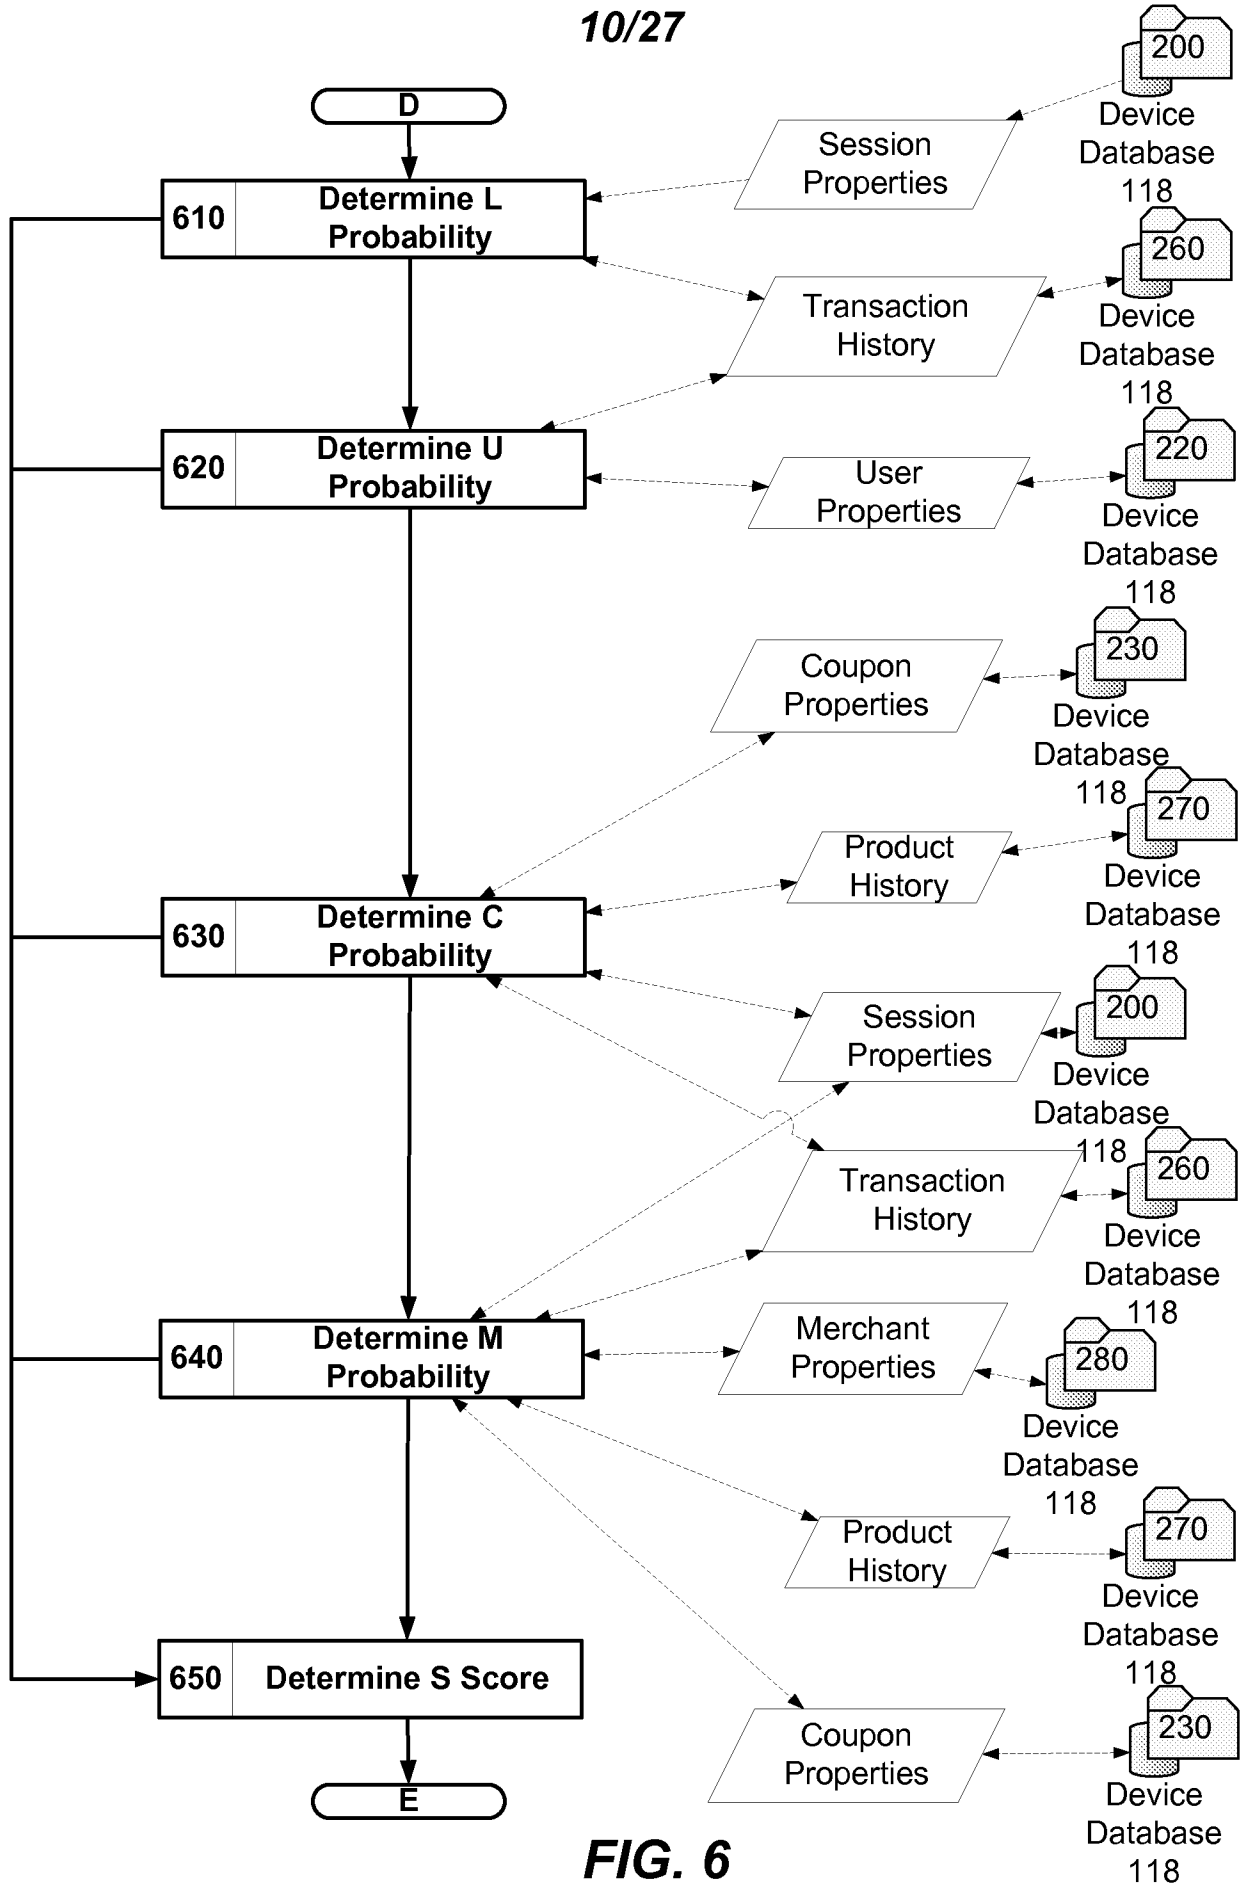 10/27
D
200
Device
Database
118
Session
Properties
610
Determine L
Probability
260
Device
Database
118
Transaction
History
620
Determine U
Probability
User
Properties
220
Device
Database
118
Coupon
Properties
230
Device
Database
118
Product
History
270
Device
Database
118
630
Determine C
Probability
Session
Properties
200
Device
Database
118
Transaction
History
260
Device
Database
118
640
Determine M
Probability
Merchant
Properties
280
Device
Database
118
Product
History
270
Device
Database
118
650
Determine S Score
Coupon
Properties
230
Device
Database
118
E
FIG. 6